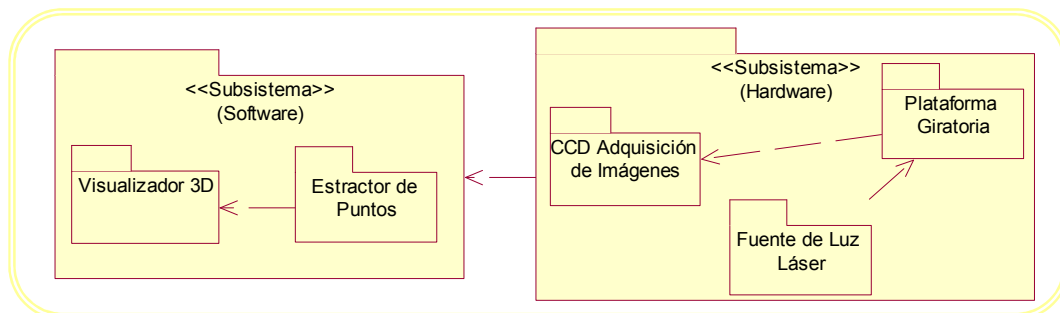 <<Subsistema>>
(Software)
Visualizador 3D
Estractor de
Puntos
<<Subsistema>>
(Hardware)
CCD Adquisición
de Imágenes
Plataforma
Giratoria
Fuente de Luz
Láser